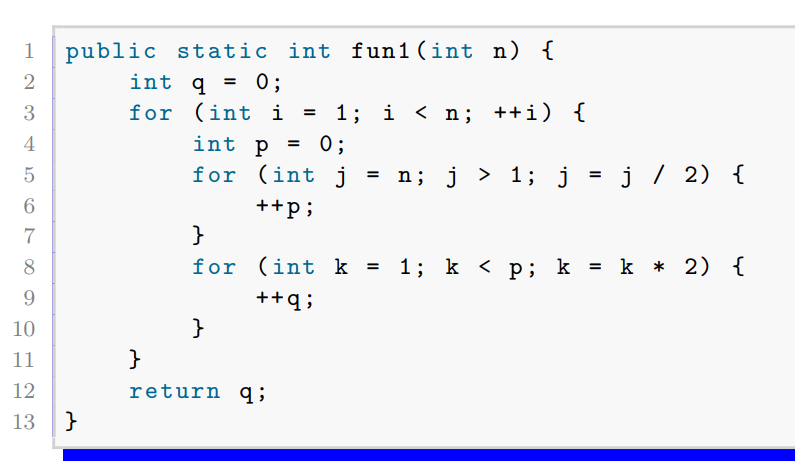 1 public static int fun1(int n) {
2     int q = 0;
3     for (int i = 1; i < n; ++i) {
4         int p = 0;
5         for (int j = n; j > 1; j = j / 2) {
6             ++p;
7         }
8         for (int k = 1; k < p; k = k * 2) {
9             ++q;
10         }
11     }
12     return q;
13 }